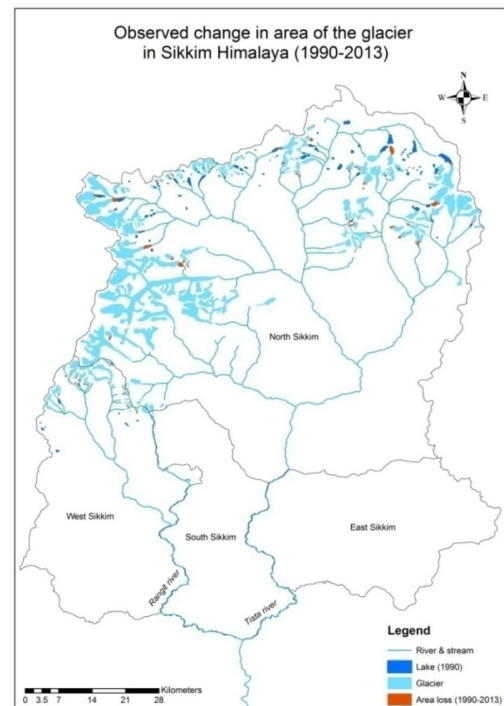 Observed change in area of the glacier
in Sikkim Himalaya (1990-2013)
N
W E
S
North Sikkim
West Sikkim
South Sikkim
East Sikkim
Rangit river
Tista river
Legend
River & stream
Lake (1990)
Glacier
Area loss (1990-2013)
Kilometers
0 3.5 7 14 21 28